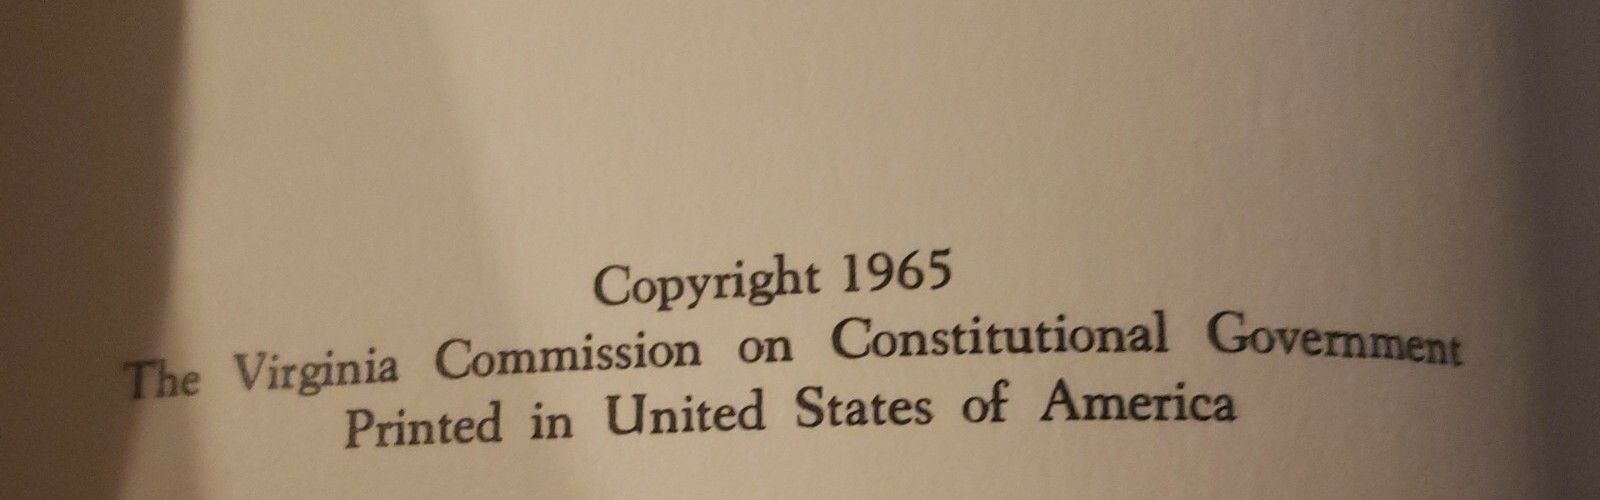 Copyright 1965
The Virginia Commission on Constitutional Government
Printed in United States of America